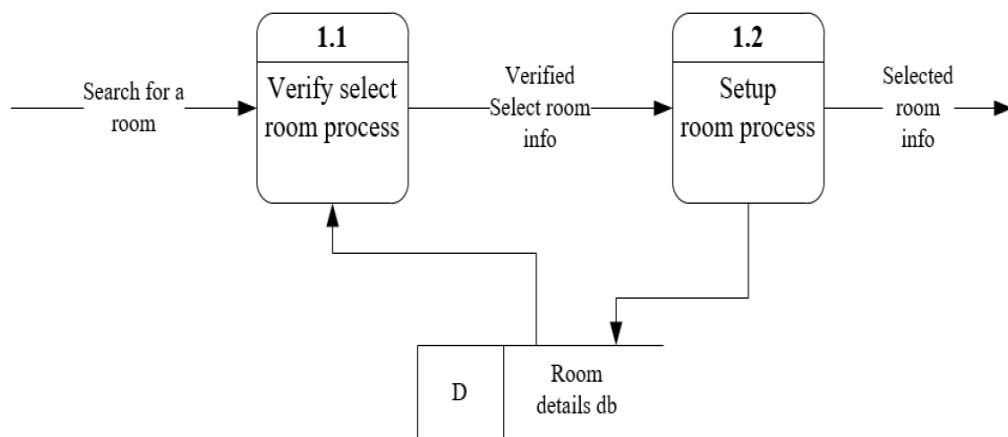 1.1
1.2
Search for a
room
Verify select
room process
Verified
Select room
info
Setup
room process
Selected
room
info
D
Room
details db